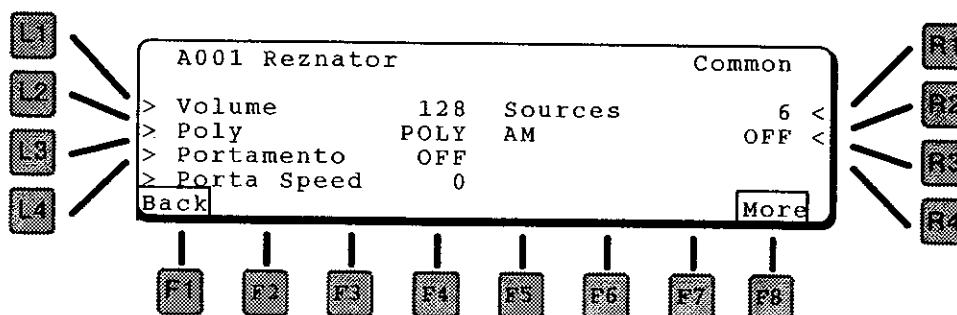 L1
L2
L3
L4
A001 Reznator Common
> Volume 128 Sources 6 <
> Poly POLY AM OFF <
> Portamento OFF
> Porta Speed 0
Back More
R1
R2
R3
R4
F1 F2 F3 F4 F5 F6 F7 F8